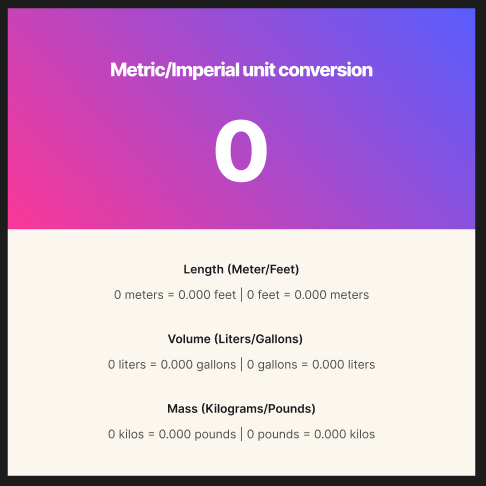 Metric/Imperial unit conversion
0
Length (Meter/Feet)
0 meters = 0.000 feet | 0 feet = 0.000 meters
Volume (Liters/Gallons)
0 liters = 0.000 gallons | 0 gallons = 0.000 liters
Mass (Kilograms/Pounds)
0 kilos = 0.000 pounds | 0 pounds = 0.000 kilos